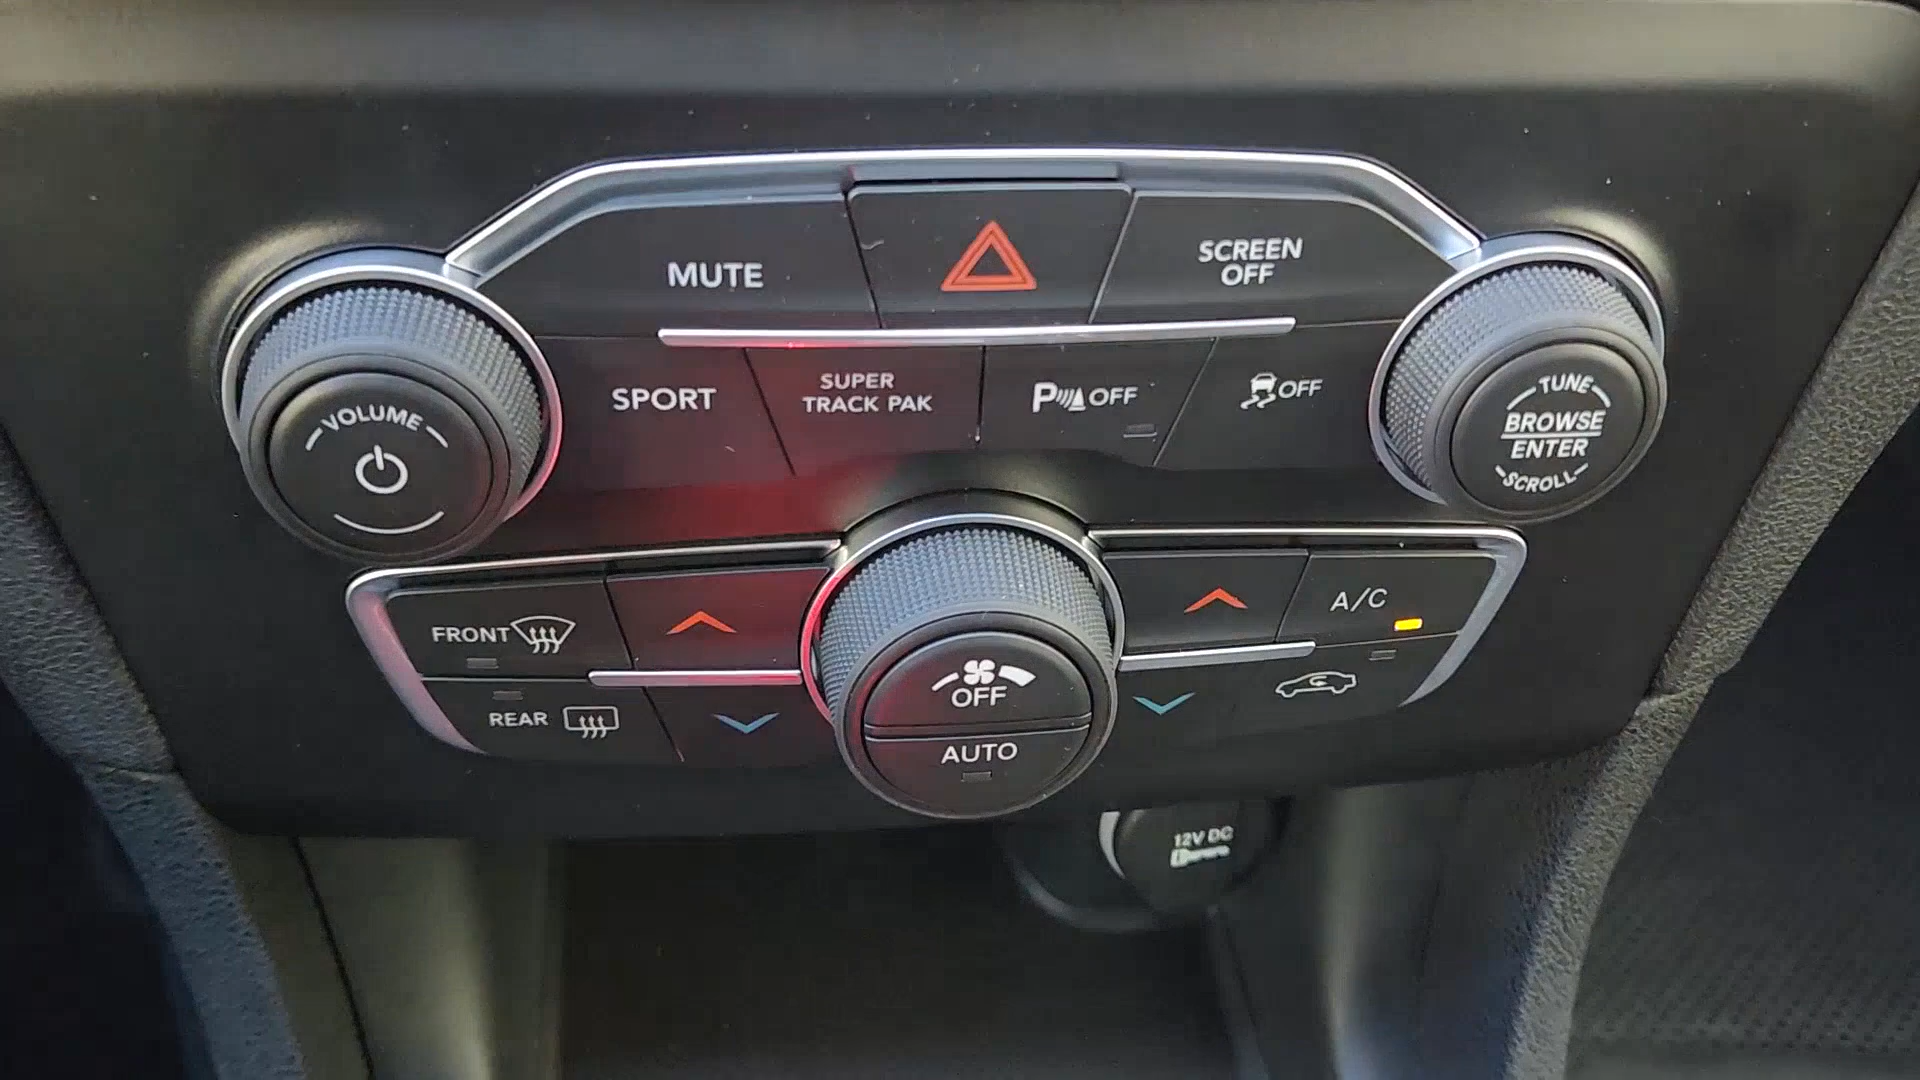 MUTE
SCREEN
OFF
SPORT
SUPER
TRACK PAK
P OFF
OFF
VOLUME
TUNE
BROWSE
ENTER
SCROLL
FRONT
A/C
REAR
OFF
AUTO
12V DC